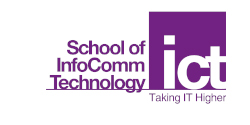 School of
InfoComm
Technology
ict
Taking IT Higher